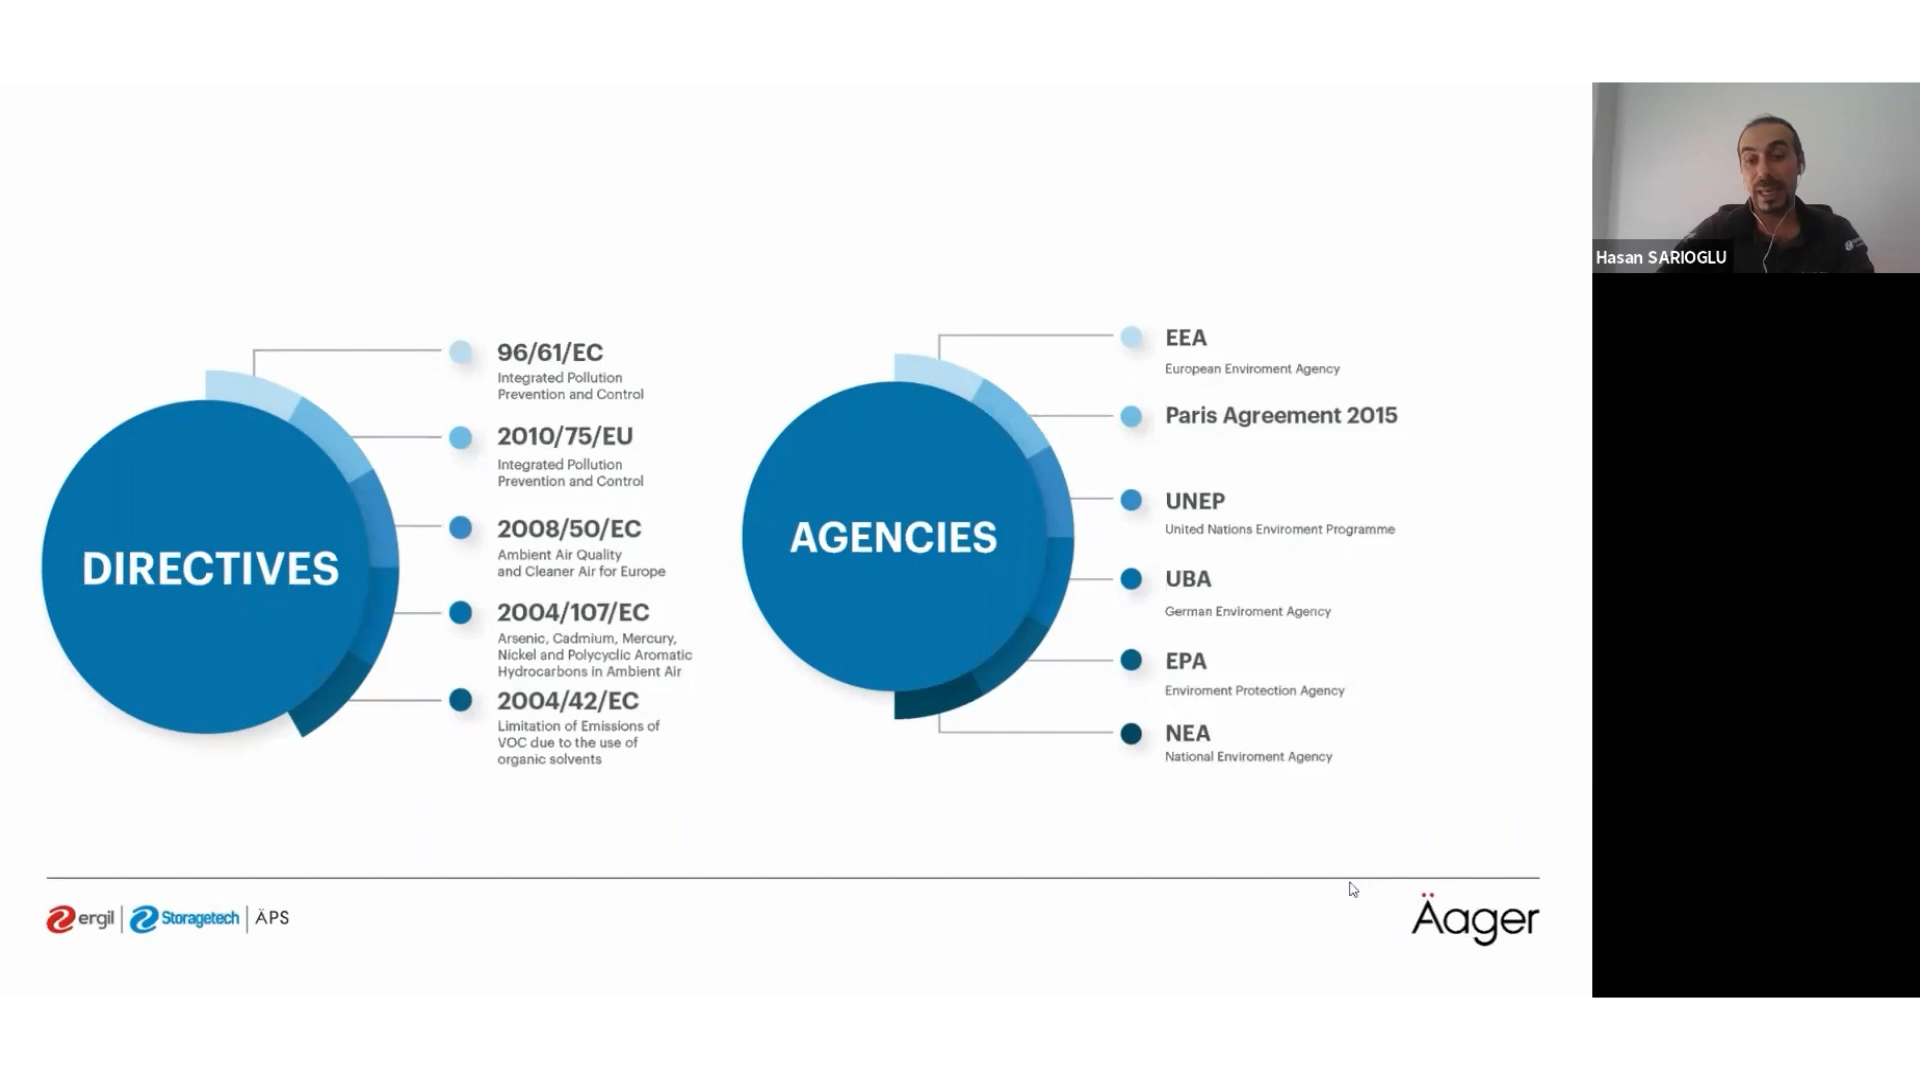 DIRECTIVES
96/61/EC
Integrated Pollution
Prevention and Control
2010/75/EU
Integrated Pollution
Prevention and Control
2008/50/EC
Ambient Air Quality
and Cleaner Air for Europe
2004/107/EC
Arsenic, Cadmium, Mercury,
Nickel and Polycyclic Aromatic
Hydrocarbons in Ambient Air
2004/42/EC
Limitation of Emissions of
VOC due to the use of
organic solvents
AGENCIES
EEA
European Enviroment Agency
Paris Agreement 2015
UNEP
United Nations Enviroment Programme
UBA
German Enviroment Agency
EPA
Enviroment Protection Agency
NEA
National Enviroment Agency
Hasan SARIOGLU
ergil | Storagetech | ÄPS
Äager